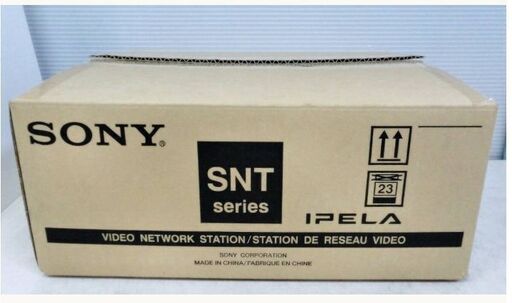 SONY®
SNT
series
23
IPELA
VIDEO NETWORK STATION/STATION DE RESEAU VIDEO
SONY CORPORATION
MADE IN CHINA/FABRIQUE EN CHINE